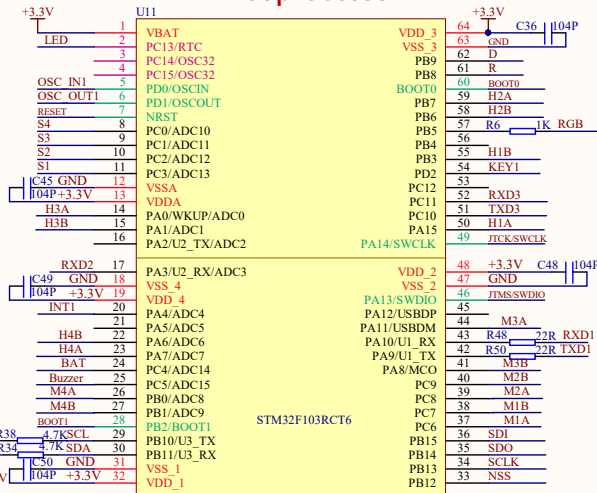 +3.3V U11 +3.3V
1 VBAT VDD_3 64 C36 104P
LED 2 PC13/RTC VSS_3 63 GND
3 PC14/OSC32 PB9 62 D
4 PC15/OSC32 PB8 61 R
OSC_IN1 5 PD0/OSCIN BOOT0 60 BOOT0
OSC_OUT1 6 PD1/OSCOUT PB7 59 H2A
RESET 7 NRST PB6 58 H2B
S4 8 PC0/ADC10 PB5 57 R6 1K RGB
S3 9 PC1/ADC11 PB4 56
S2 10 PC2/ADC12 PB3 55 H1B
S1 11 PC3/ADC13 PD2 54 KEY1
C45 GND 12 VSSA PC12 53
104P +3.3V 13 VDDA PC11 52 RXD3
H3A 14 PA0/WKUP/ADC0 PC10 51 TXD3
H3B 15 PA1/ADC1 PA15 50 H1A
16 PA2/U2_TX/ADC2 PA14/SWCLK 49 JTCK/SWCLK
RXD2 17 PA3/U2_RX/ADC3 VDD_2 48 +3.3V C48 104P
C49 GND 18 VSS_4 VSS_2 47 GND
104P +3.3V 19 VDD_4 PA13/SWDIO 46 JTMS/SWDIO
INT1 20 PA4/ADC4 PA12/USBDP 45
21 PA5/ADC5 PA11/USBDM 44 M3A
H4B 22 PA6/ADC6 PA10/U1_RX 43 R48 22R RXD1
H4A 23 PA7/ADC7 PA9/U1_TX 42 R50 22R TXD1
BAT 24 PC4/ADC14 PA8/MCO 41 M3B
Buzzer 25 PC5/ADC15 PC9 40 M2B
M4A 26 PB0/ADC8 PC8 39 M2A
M4B 27 PB1/ADC9 PC7 38 M1B
BOOT1 28 PB2/BOOT1 STM32F103RCT6 PC6 37 M1A
R38 4.7K SCL 29 PB10/U3_TX PB15 36 SDI
R34 4.7K SDA 30 PB11/U3_RX PB14 35 SDO
C50 GND 31 VSS_1 PB13 34 SCLK
104P +3.3V 32 VDD_1 PB12 33 NSS